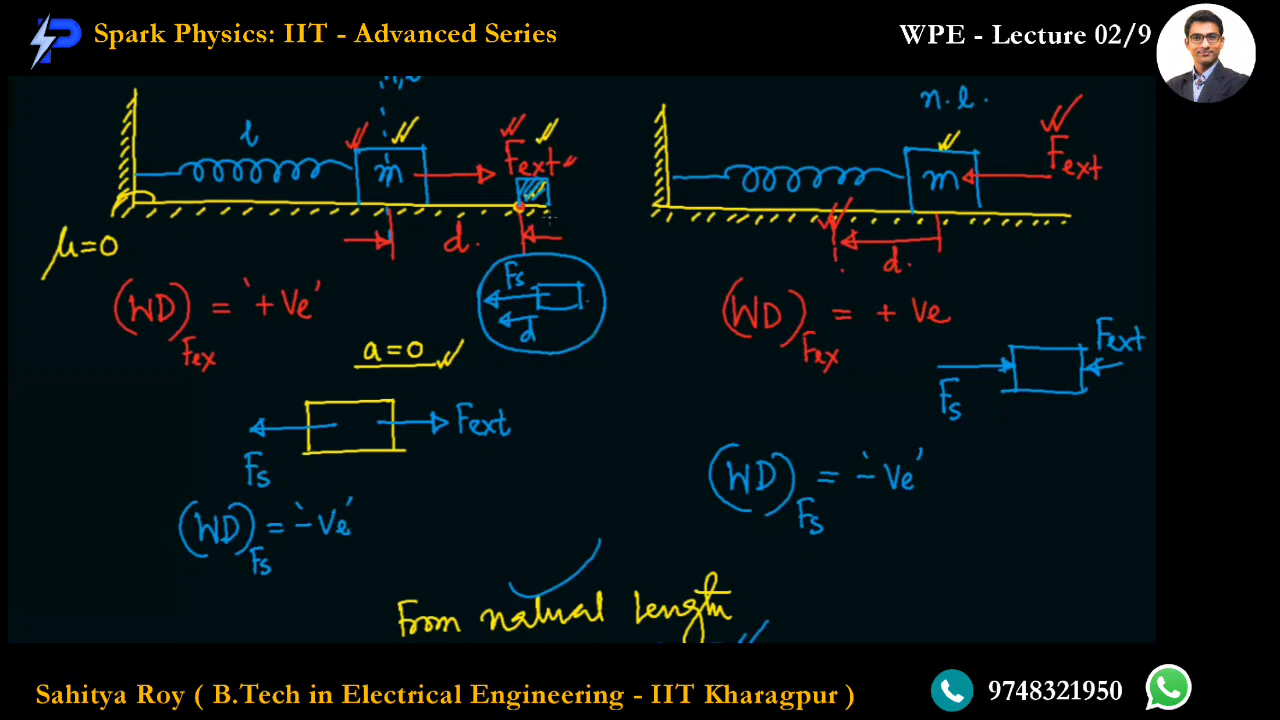 Spark Physics: IIT - Advanced Series
WPE - Lecture 02/9
l
m
Fext
d.
μ=0
n.l.
m
Fext
d.
(WD)Fex = '+ve'
Fs
d
a=0
Fs
Fext
(WD)Fs = '-ve'
(WD)Fex = +ve
Fs
Fext
(WD)Fs = '-ve'
From natural length
Sahitya Roy ( B.Tech in Electrical Engineering - IIT Kharagpur )
9748321950